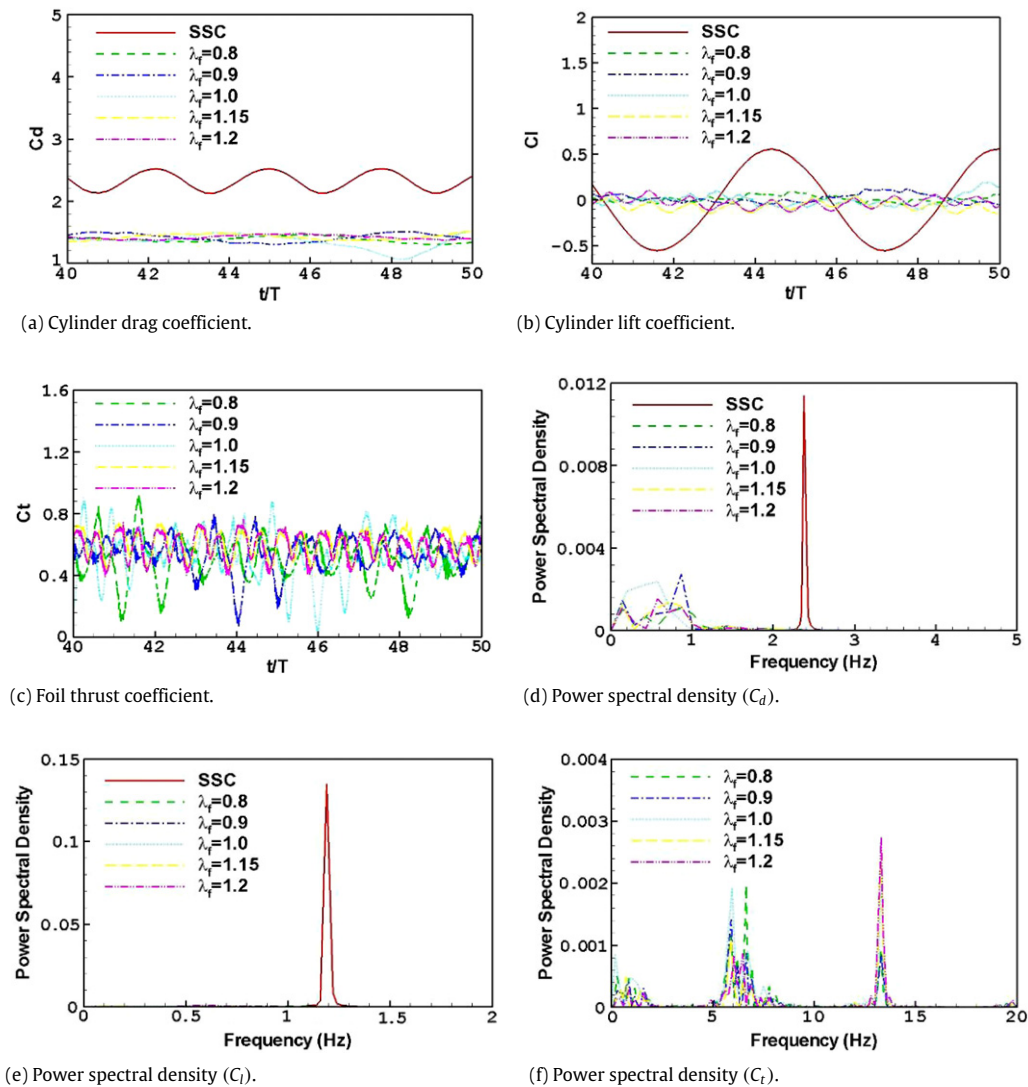 5
4
3
2
1
Cd
SSC
λf=0.8
λf=0.9
λf=1.0
λf=1.15
λf=1.2
40 42 44 46 48 50
t/T
(a) Cylinder drag coefficient.
2
1.5
1
0.5
0
-0.5
Cl
SSC
λf=0.8
λf=0.9
λf=1.0
λf=1.15
λf=1.2
40 42 44 46 48 50
t/T
(b) Cylinder lift coefficient.
1.6
1.2
0.8
0.4
0
Ct
λf=0.8
λf=0.9
λf=1.0
λf=1.15
λf=1.2
40 42 44 46 48 50
t/T
(c) Foil thrust coefficient.
0.012
0.008
0.004
0
Power Spectral Density
SSC
λf=0.8
λf=0.9
λf=1.0
λf=1.15
λf=1.2
0 1 2 3 4 5
Frequency (Hz)
(d) Power spectral density (Cd).
0.15
0.1
0.05
0
Power Spectral Density
SSC
λf=0.8
λf=0.9
λf=1.0
λf=1.15
λf=1.2
0 0.5 1 1.5 2
Frequency (Hz)
(e) Power spectral density (Cl).
0.004
0.003
0.002
0.001
0
Power Spectral Density
λf=0.8
λf=0.9
λf=1.0
λf=1.15
λf=1.2
0 5 10 15 20
Frequency (Hz)
(f) Power spectral density (Ct).